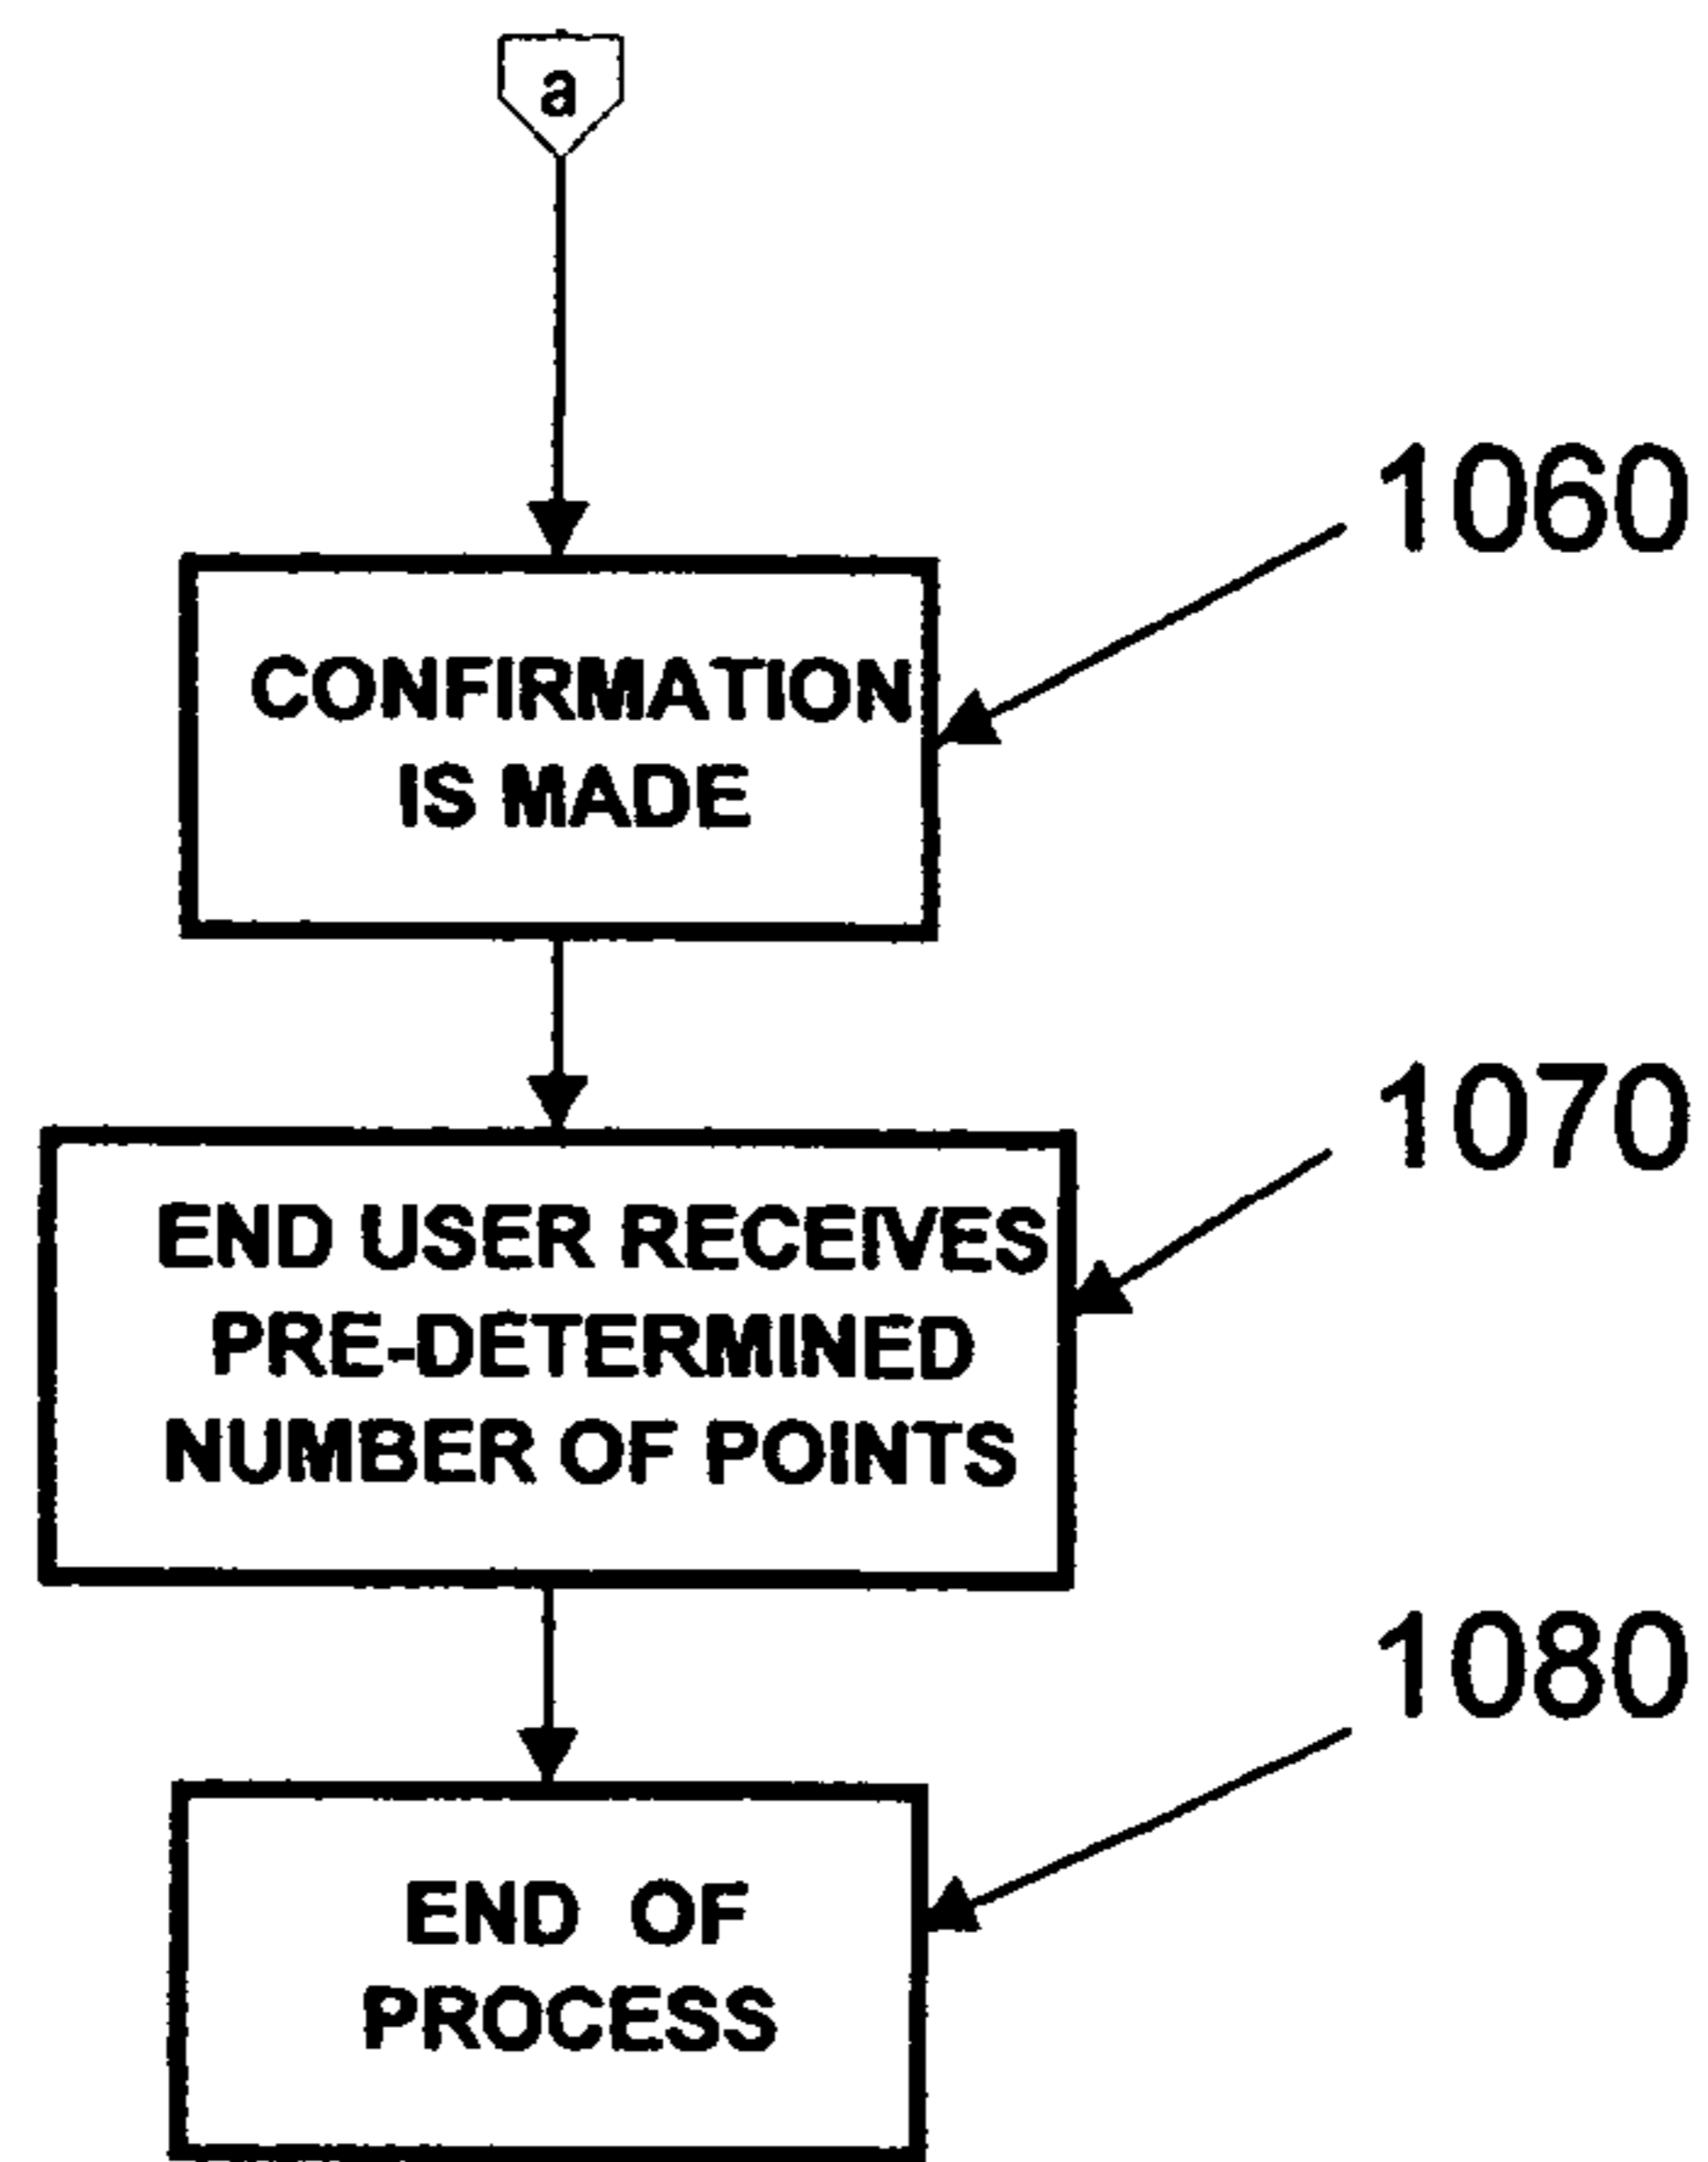 a
1060
CONFIRMATION
IS MADE
1070
END USER RECEIVES
PRE-DETERMINED
NUMBER OF POINTS
1080
END OF
PROCESS